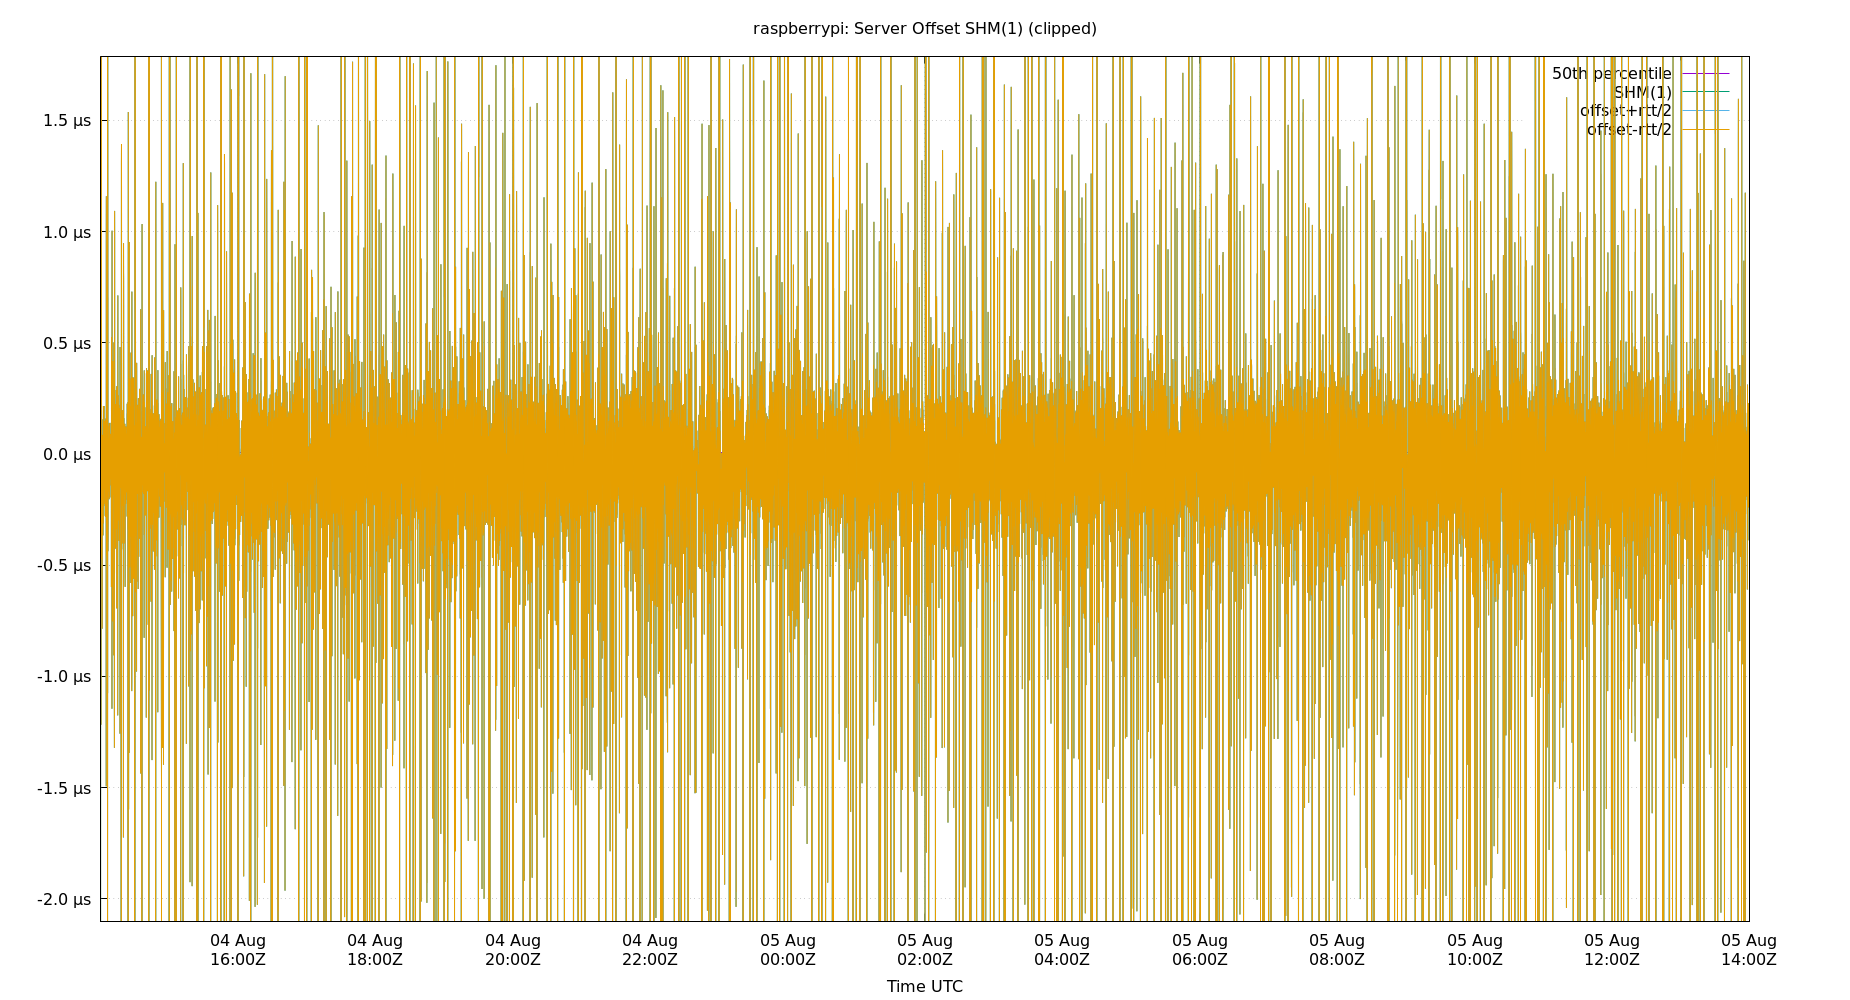 raspberrypi: Server Offset SHM(1) (clipped)
50th percentile
SHM(1)
offset+rtt/2
offset-rtt/2
1.5 µs
1.0 µs
0.5 µs
0.0 µs
-0.5 µs
-1.0 µs
-1.5 µs
-2.0 µs
04 Aug 04 Aug 04 Aug 04 Aug 05 Aug 05 Aug 05 Aug 05 Aug 05 Aug 05 Aug 05 Aug 05 Aug
16:00Z 18:00Z 20:00Z 22:00Z 00:00Z 02:00Z 04:00Z 06:00Z 08:00Z 10:00Z 12:00Z 14:00Z
Time UTC